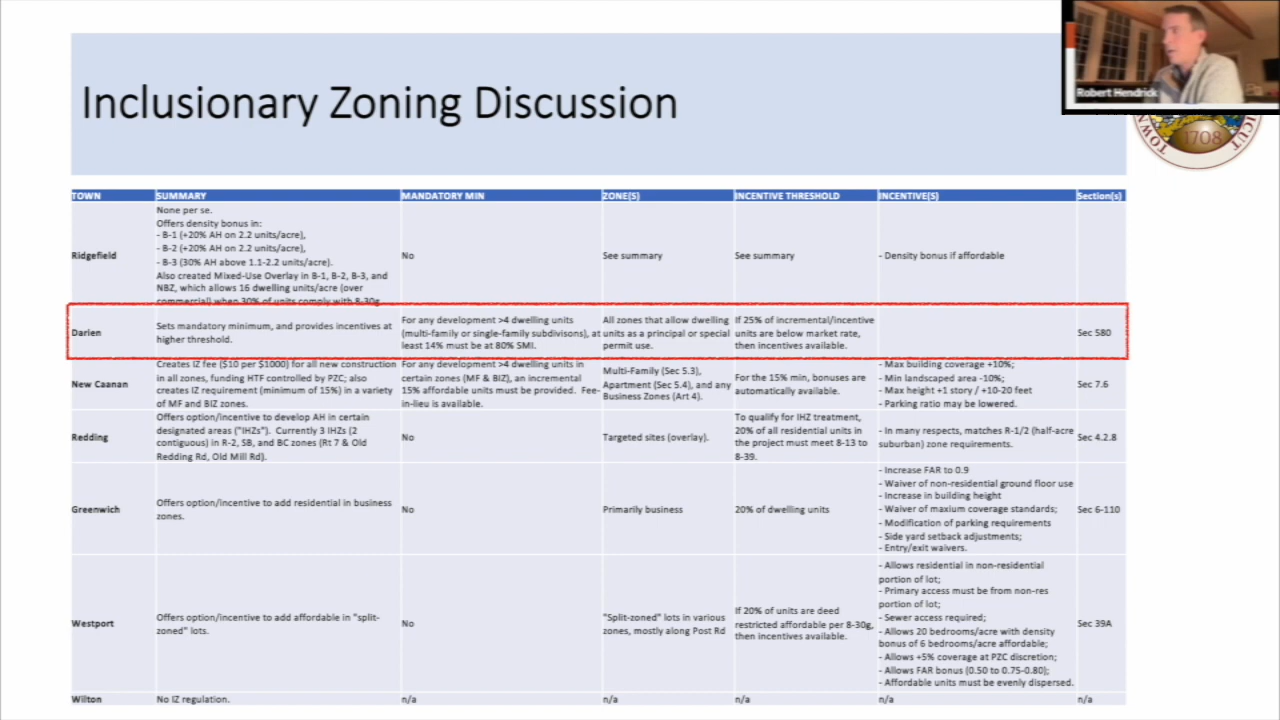 Robert Hendrick
1708
Inclusionary Zoning Discussion
TOWN SUMMARY MANDATORY MIN ZONE(S) INCENTIVE THRESHOLD INCENTIVE(S) Section(s)
Ridgefield
None per se.
Offers density bonus in:
- B-1 (+20% AH on 2.2 units/acre),
- B-2 (+20% AH on 2.2 units/acre),
- B-3 (30% AH above 1.1-2.2 units/acre).
Also created Mixed-Use Overlay in B-1, B-2, B-3, and
NBZ, which allows 16 dwelling units/acre (over
commercial) when 30% of units comply with 8-30g
No
See summary
See summary
- Density bonus if affordable
Darien
Sets mandatory minimum, and provides incentives at
higher threshold.
For any development >4 dwelling units
(multi-family or single-family subdivisons), at
least 14% must be at 80% SMI.
All zones that allow dwelling
units as a principal or special
permit use.
If 25% of incremental/incentive
units are below market rate,
then incentives available.
Sec 580
New Caanan
Creates IZ fee ($10 per $1000) for all new construction
in all zones, funding HTF controlled by PZC; also
creates IZ requirement (minimum of 15%) in a variety
of MF and BIZ zones.
For any development >4 dwelling units in
certain zones (MF & BIZ), an incremental
15% affordable units must be provided. Fee-
in-lieu is available.
Multi-Family (Sec 5.3),
Apartment (Sec 5.4), and any
Business Zones (Art 4).
For the 15% min, bonuses are
automatically available.
- Max building coverage +10%;
- Min landscaped area -10%;
- Max height +1 story / +10-20 feet
- Parking ratio may be lowered.
Sec 7.6
Redding
Offers option/incentive to develop AH in certain
designated areas ("IHZs"). Currently 3 IHZs (2
contiguous) in R-2, SB, and BC zones (Rt 7 & Old
Redding Rd, Old Mill Rd).
No
Targeted sites (overlay).
To qualify for IHZ treatment,
20% of all residential units in
the project must meet 8-13 to
8-39.
- In many respects, matches R-1/2 (half-acre
suburban) zone requirements.
Sec 4.2.8
Greenwich
Offers option/incentive to add residential in business
zones.
No
Primarily business
20% of dwelling units
- Increase FAR to 0.9
- Waiver of non-residential ground floor use
- Increase in building height
- Waiver of maxium coverage standards;
- Modification of parking requirements
- Side yard setback adjustments;
- Entry/exit waivers.
Sec 6-110
Westport
Offers option/incentive to add affordable in "split-
zoned" lots.
No
"Split-zoned" lots in various
zones, mostly along Post Rd
If 20% of units are deed
restricted affordable per 8-30g,
then incentives available.
- Allows residential in non-residential
portion of lot;
- Primary access must be from non-res
portion of lot;
- Sewer access required;
- Allows 20 bedrooms/acre with density
bonus of 6 bedrooms/acre affordable;
- Allows +5% coverage at PZC discretion;
- Allows FAR bonus (0.50 to 0.75-0.80);
- Affordable units must be evenly dispersed.
Sec 39A
Wilton No IZ regulation. n/a n/a n/a n/a n/a